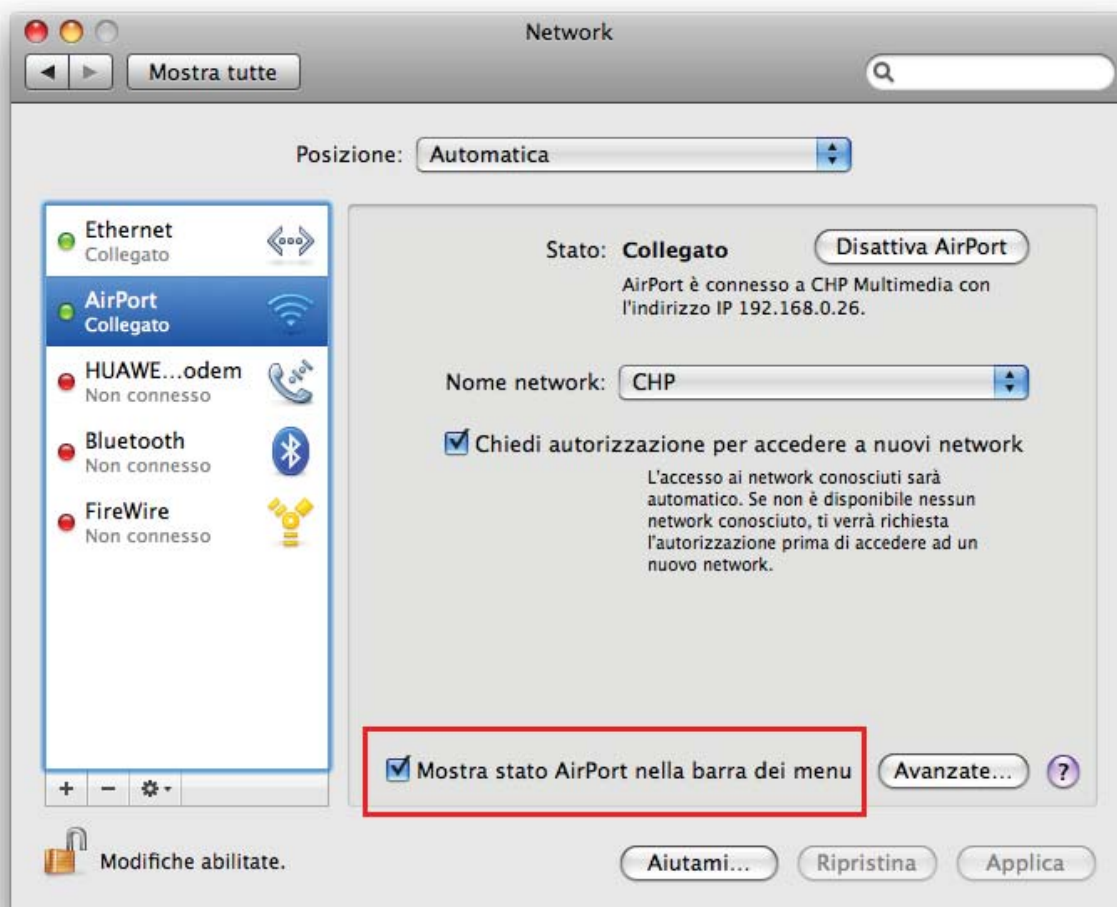 Network
Mostra tutte
Posizione: Automatica
Ethernet
Collegato
AirPort
Collegato
HUAWE...odem
Non connesso
Bluetooth
Non connesso
FireWire
Non connesso
Stato: Collegato Disattiva AirPort
AirPort è connesso a CHP Multimedia con
l'indirizzo IP 192.168.0.26.
Nome network: CHP
Chiedi autorizzazione per accedere a nuovi network
L'accesso ai network conosciuti sarà
automatico. Se non è disponibile nessun
network conosciuto, ti verrà richiesta
l'autorizzazione prima di accedere ad un
nuovo network.
Mostra stato AirPort nella barra dei menu Avanzate... ?
+ −
Modifiche abilitate.
Aiutami... Ripristina Applica